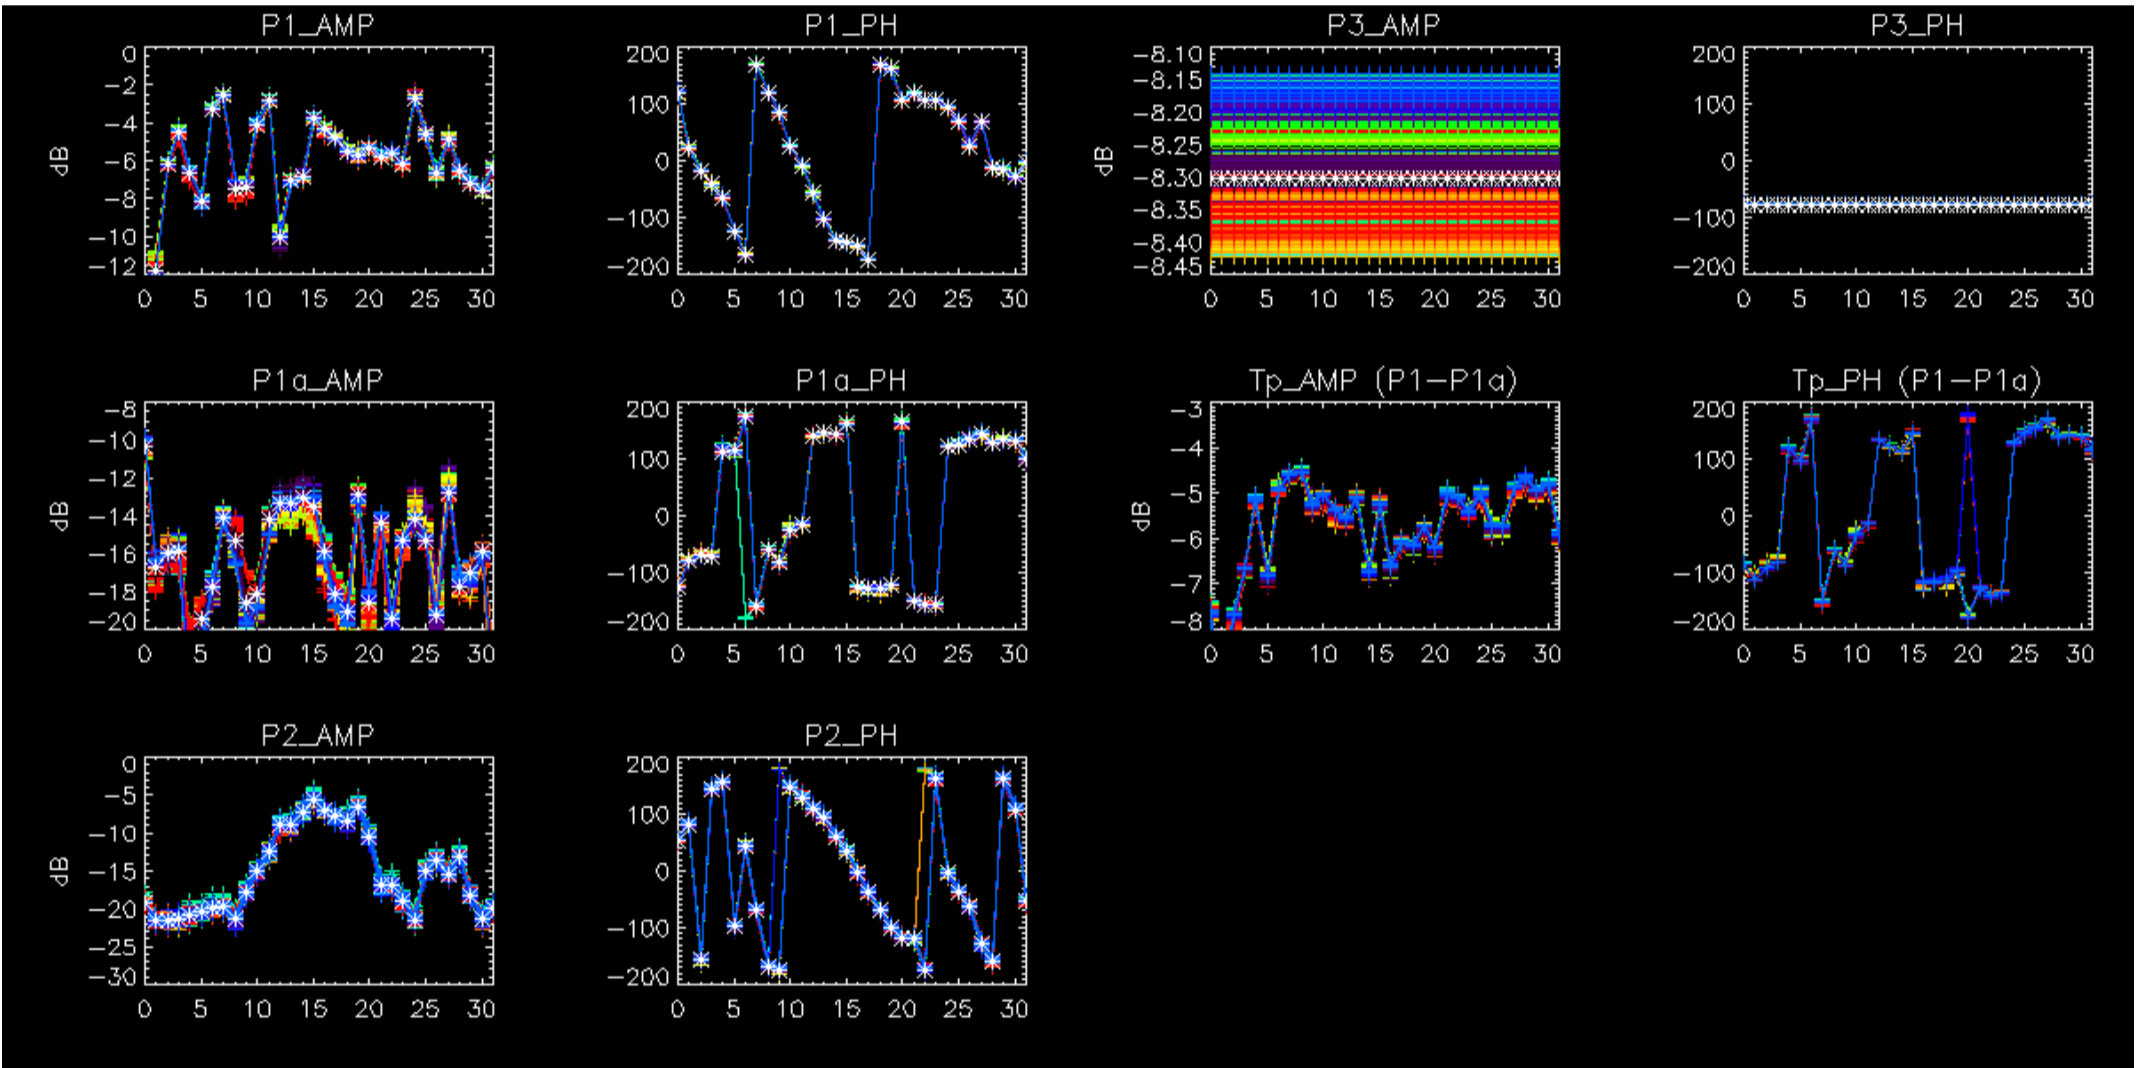 P1_AMP
0
-2
-4
-6
-8
-10
-12
dB
0 5 10 15 20 25 30
P1_PH
200
100
0
-100
-200
0 5 10 15 20 25 30
P3_AMP
-8.10
-8.15
-8.20
-8.25
-8.30
-8.35
-8.40
-8.45
dB
0 5 10 15 20 25 30
P3_PH
200
100
0
-100
-200
0 5 10 15 20 25 30
P1a_AMP
-8
-10
-12
-14
-16
-18
-20
dB
0 5 10 15 20 25 30
P1a_PH
200
100
0
-100
-200
0 5 10 15 20 25 30
Tp_AMP (P1-P1a)
-3
-4
-5
-6
-7
-8
dB
0 5 10 15 20 25 30
Tp_PH (P1-P1a)
200
100
0
-100
-200
0 5 10 15 20 25 30
P2_AMP
0
-5
-10
-15
-20
-25
-30
dB
0 5 10 15 20 25 30
P2_PH
200
100
0
-100
-200
0 5 10 15 20 25 30